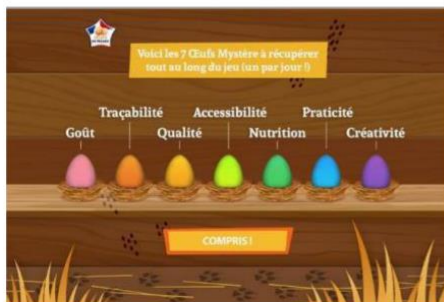 Voici les 7 Œufs Mystère à récupérer
tout au long du jeu (un par jour !)
Traçabilité Accessibilité Praticité
Goût Qualité Nutrition Créativité
COMPRIS !